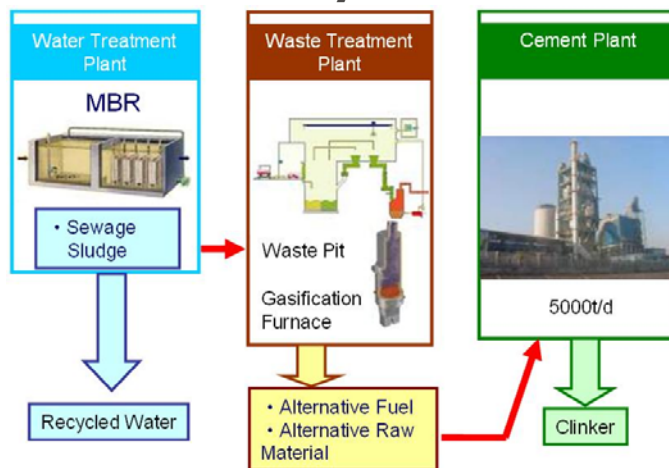 Water Treatment
Plant
MBR
• Sewage
Sludge
Recycled Water
Waste Treatment
Plant
Waste Pit
Gasification
Furnace
• Alternative Fuel
• Alternative Raw
Material
Cement Plant
5000t/d
Clinker